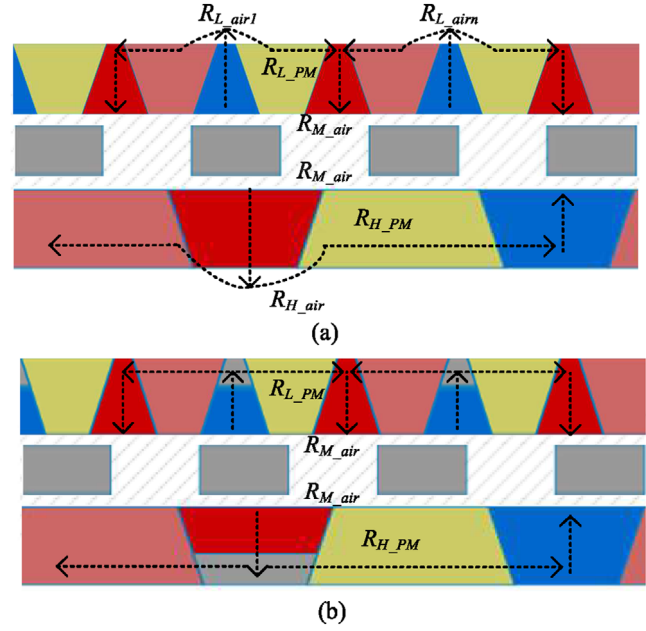 R_L_air1
R_L_airn
R_L_PM
R_M_air
R_M_air
R_H_PM
R_H_air
(a)
R_L_PM
R_M_air
R_M_air
R_H_PM
(b)